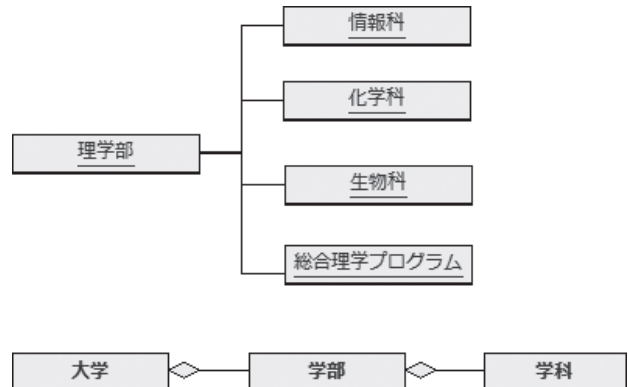 情報科
化学科
理学部
生物科
総合理学プログラム
大学
学部
学科